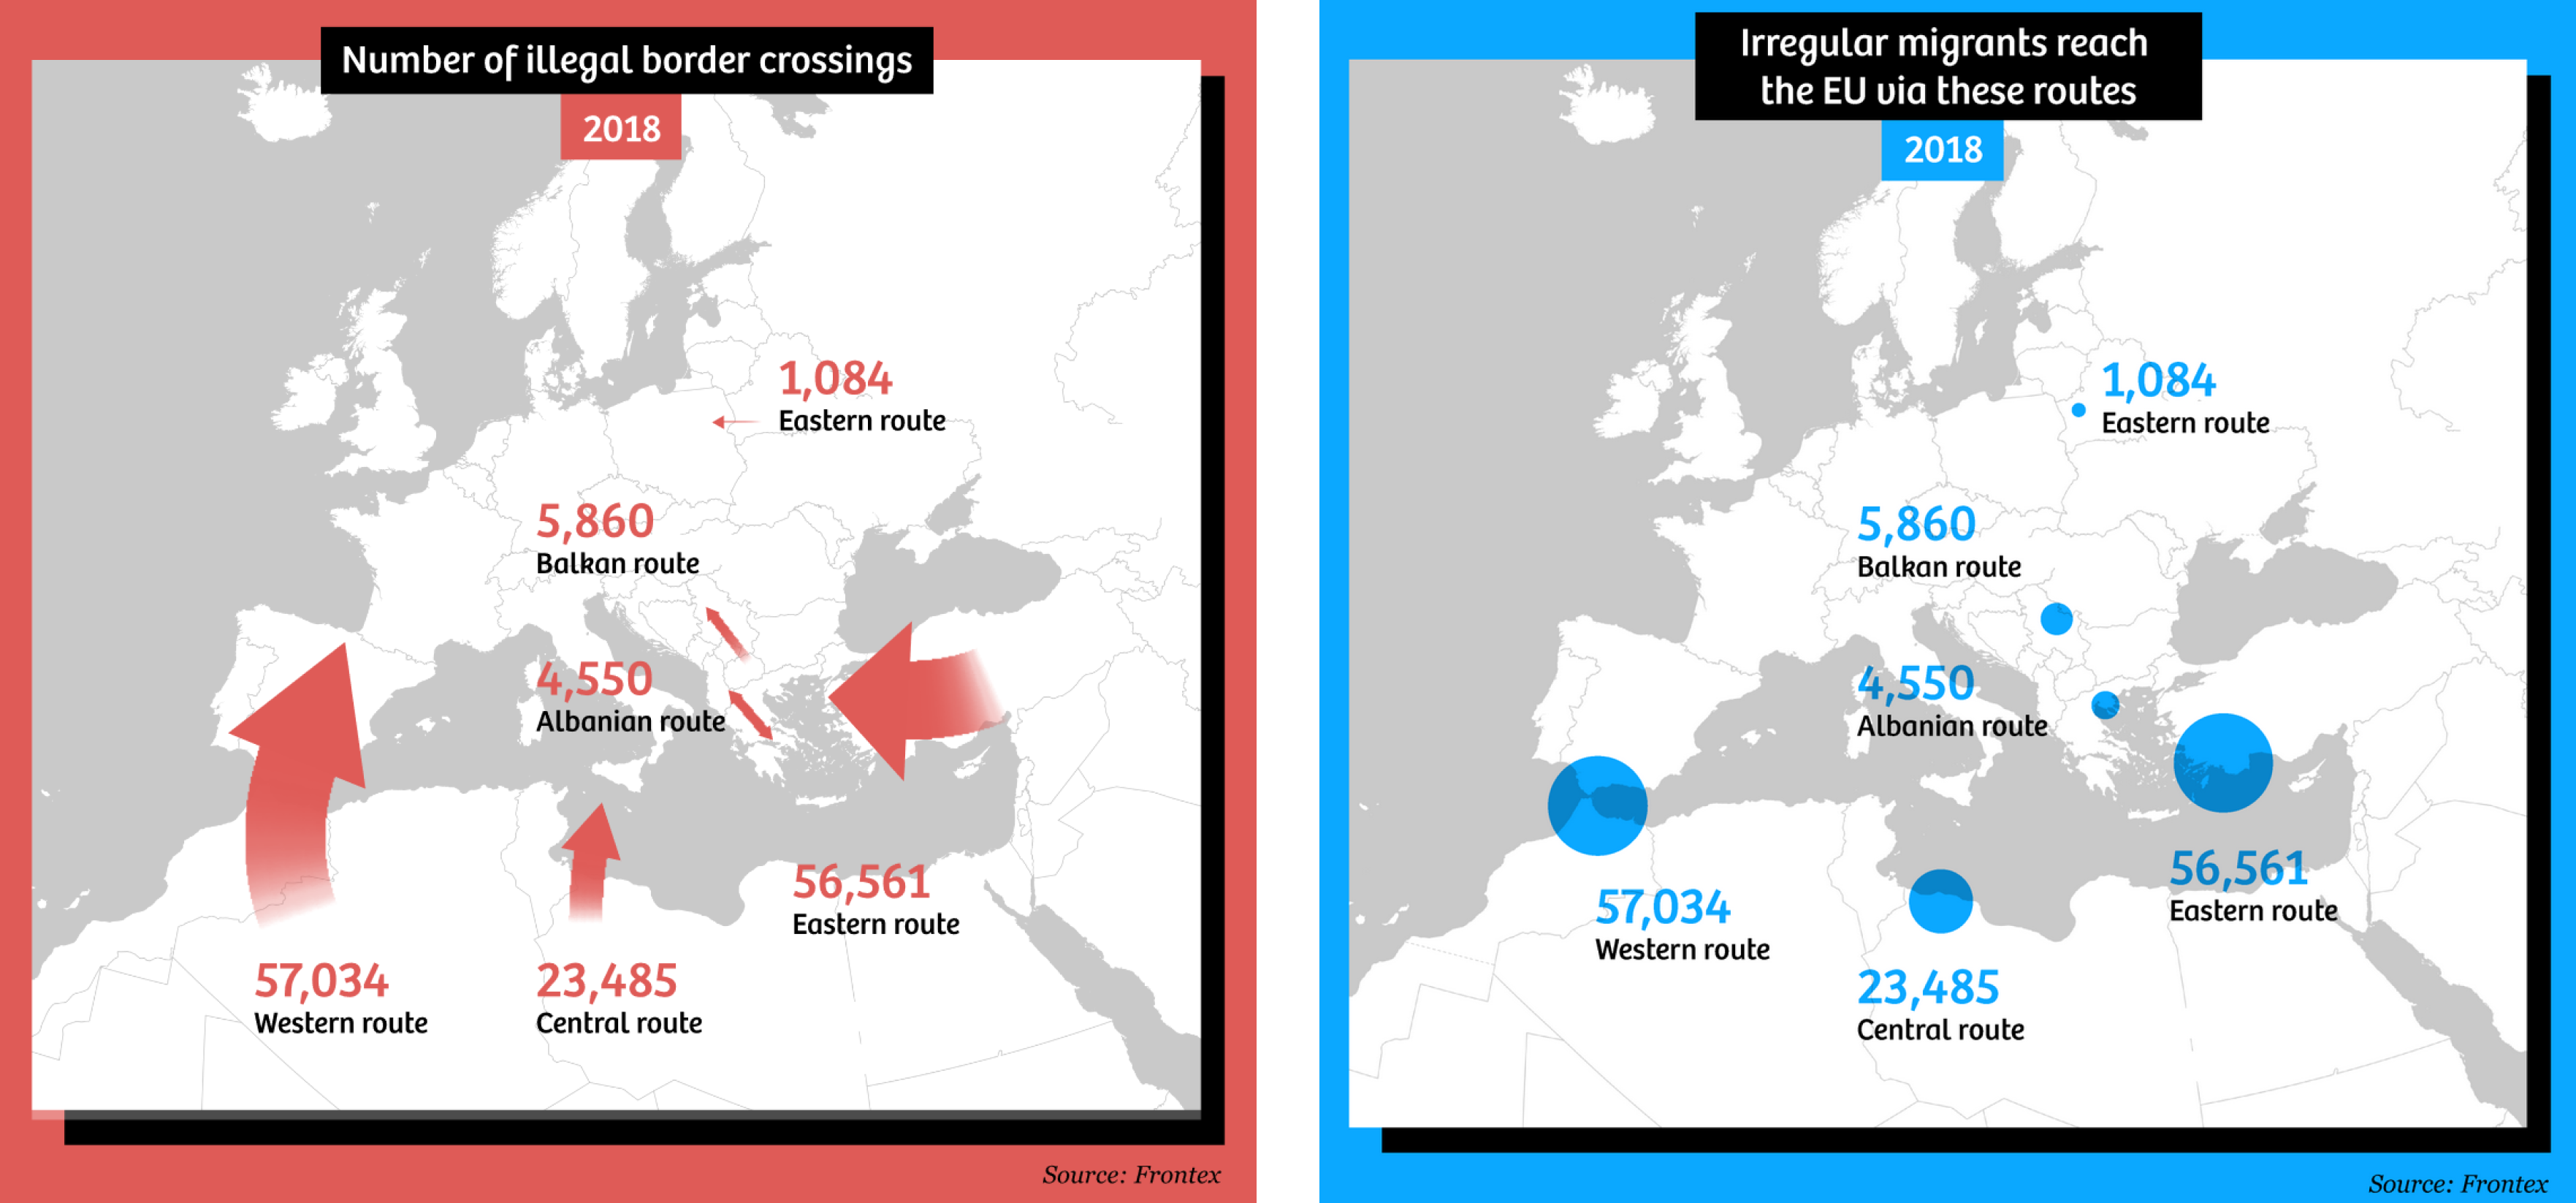 Number of illegal border crossings
2018
1,084
Eastern route
5,860
Balkan route
4,550
Albanian route
56,561
Eastern route
57,034
Western route
23,485
Central route
Source: Frontex
Irregular migrants reach
the EU via these routes
2018
1,084
Eastern route
5,860
Balkan route
4,550
Albanian route
56,561
Eastern route
57,034
Western route
23,485
Central route
Source: Frontex